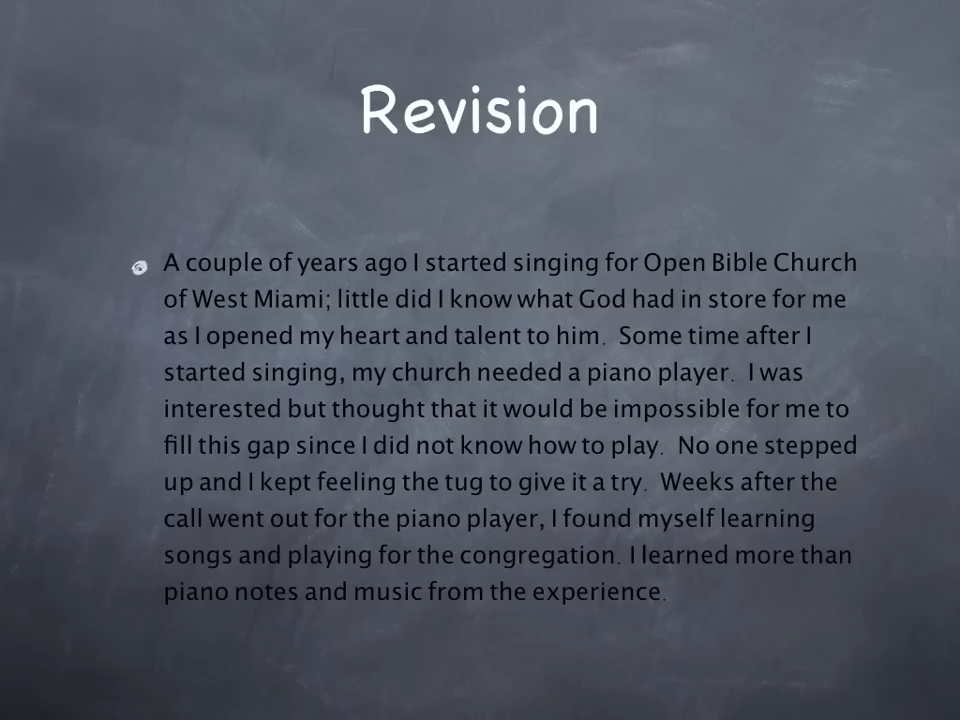 Revision
A couple of years ago I started singing for Open Bible Church
of West Miami; little did I know what God had in store for me
as I opened my heart and talent to him.  Some time after I
started singing, my church needed a piano player.  I was
interested but thought that it would be impossible for me to
fill this gap since I did not know how to play.  No one stepped
up and I kept feeling the tug to give it a try.  Weeks after the
call went out for the piano player, I found myself learning
songs and playing for the congregation. I learned more than
piano notes and music from the experience.